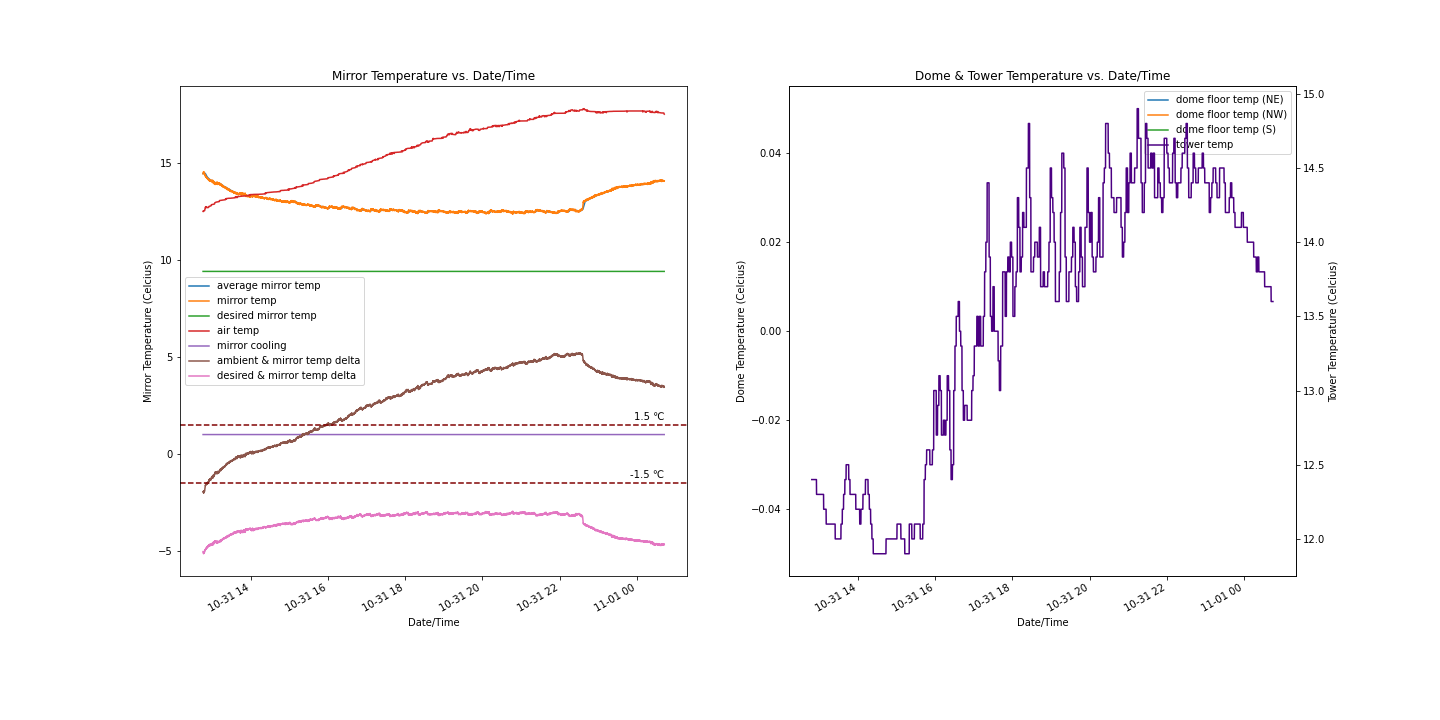 Mirror Temperature vs. Date/Time
Mirror Temperature (Celcius)
15
10
5
0
−5
average mirror temp
mirror temp
desired mirror temp
air temp
mirror cooling
ambient & mirror temp delta
desired & mirror temp delta
1.5 °C
-1.5 °C
10-31 14
10-31 16
10-31 18
10-31 20
10-31 22
11-01 00
Date/Time
Dome & Tower Temperature vs. Date/Time
Dome Temperature (Celcius)
0.04
0.02
0.00
−0.02
−0.04
dome floor temp (NE)
dome floor temp (NW)
dome floor temp (S)
tower temp
15.0
14.5
14.0
13.5
13.0
12.5
12.0
Tower Temperature (Celcius)
10-31 14
10-31 16
10-31 18
10-31 20
10-31 22
11-01 00
Date/Time